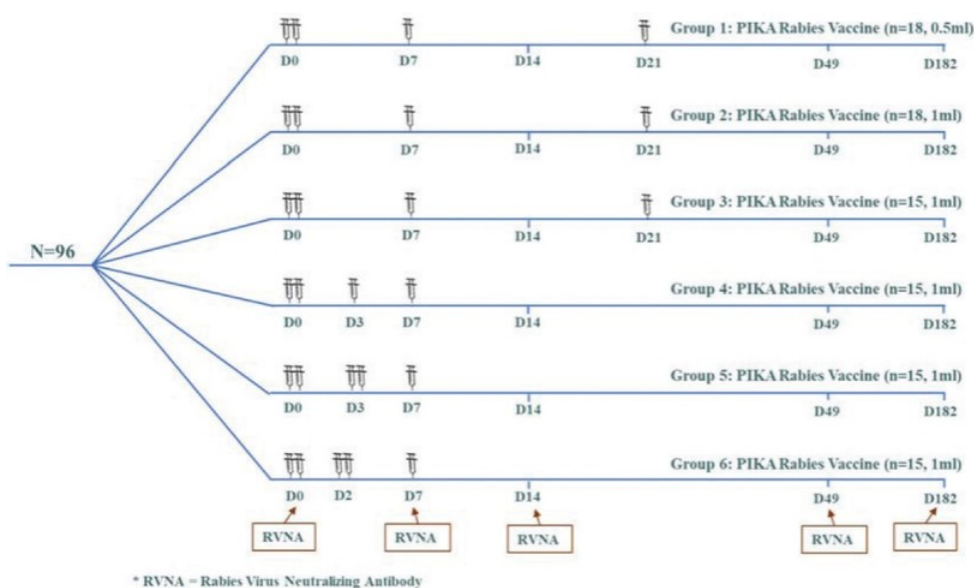 Group 1: PIKA Rabies Vaccine (n=18, 0.5ml)
D0 D7 D14 D21 D49 D182
Group 2: PIKA Rabies Vaccine (n=18, 1ml)
D0 D7 D14 D21 D49 D182
Group 3: PIKA Rabies Vaccine (n=15, 1ml)
D0 D7 D14 D21 D49 D182
N=96
Group 4: PIKA Rabies Vaccine (n=15, 1ml)
D0 D3 D7 D14 D49 D182
Group 5: PIKA Rabies Vaccine (n=15, 1ml)
D0 D3 D7 D14 D49 D182
Group 6: PIKA Rabies Vaccine (n=15, 1ml)
D0 D2 D7 D14 D49 D182
RVNA RVNA RVNA RVNA RVNA
* RVNA = Rabies Virus Neutralizing Antibody